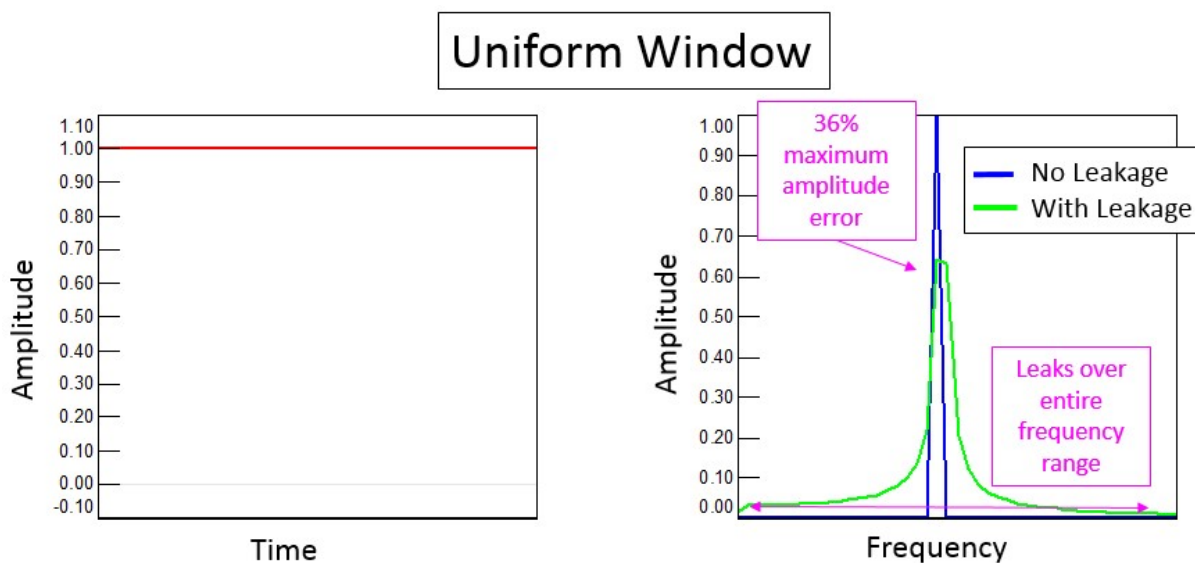 Uniform Window
1.10
1.00
0.90
0.80
0.70
0.60
0.50
0.40
0.30
0.20
0.10
0.00
-0.10
Amplitude
Time
1.00
0.90
0.70
0.60
0.50
0.40
0.30
0.20
0.10
0.00
Amplitude
Frequency
36%
maximum
amplitude
error
No Leakage
With Leakage
Leaks over
entire
frequency
range